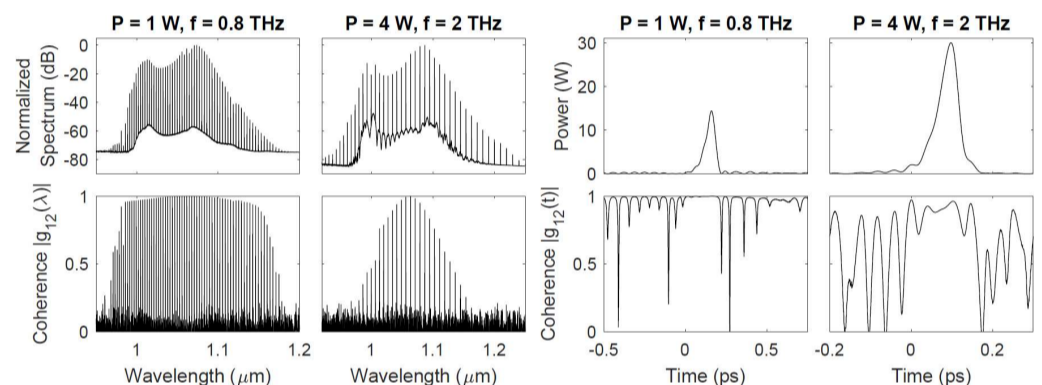 P = 1 W, f = 0.8 THz
P = 4 W, f = 2 THz
P = 1 W, f = 0.8 THz
P = 4 W, f = 2 THz
Normalized
Spectrum (dB)
0
-20
-40
-60
-80
Power (W)
30
20
10
0
Coherence |g12(λ)|
1
0.5
0
1 1.1 1.2
1 1.1 1.2
Wavelength (μm)
Wavelength (μm)
Coherence |g12(t)|
1
0.5
0
-0.5 0 0.5
-0.2 0 0.2
Time (ps)
Time (ps)